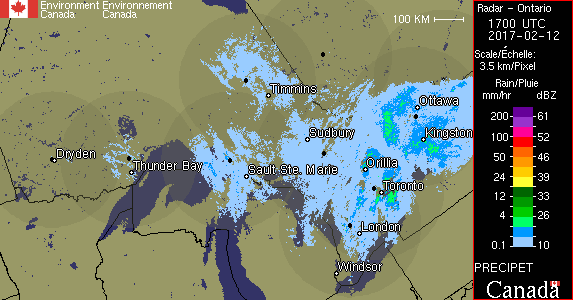 Environment Environnement
Canada Canada
100 KM
Timmins
Ottawa
Sudbury
Kingston
Dryden
Thunder Bay
Sault Ste. Marie
Orillia
Toronto
London
Windsor
Radar - Ontario
1700 UTC
2017-02-12
Scale/Échelle:
3.5 km/Pixel
Rain/Pluie
mm/hr dBZ
200 61
100 52
50 46
24 39
12 33
4 26
0.1 10
PRECIPET
Canada